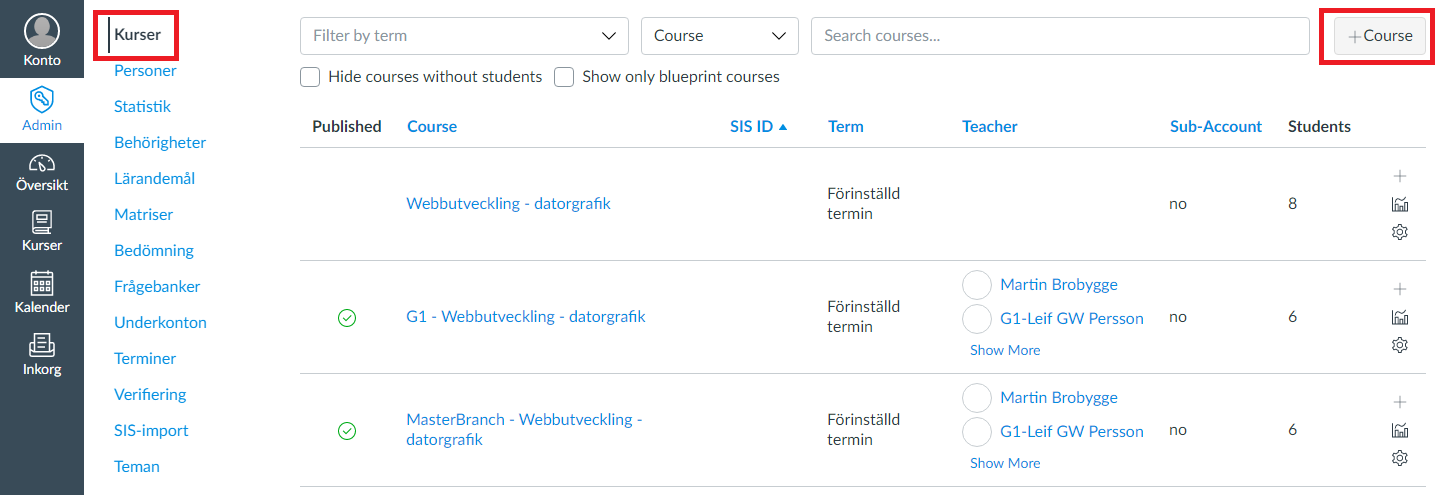 Konto
Admin
Översikt
Kurser
Kalender
Inkorg
Kurser
Personer
Statistik
Behörigheter
Lärandemål
Matriser
Bedömning
Frågebanker
Underkonton
Terminer
Verifiering
SIS-import
Teman
Filter by term Course Search courses... +Course
Hide courses without students Show only blueprint courses
Published Course SIS ID Term Teacher Sub-Account Students
Webbutveckling - datorgrafik Förinställd termin no 8
G1 - Webbutveckling - datorgrafik Förinställd termin Martin Brobygge no 6
G1-Leif GW Persson
Show More
MasterBranch - Webbutveckling - datorgrafik Förinställd termin Martin Brobygge no 6
G1-Leif GW Persson
Show More